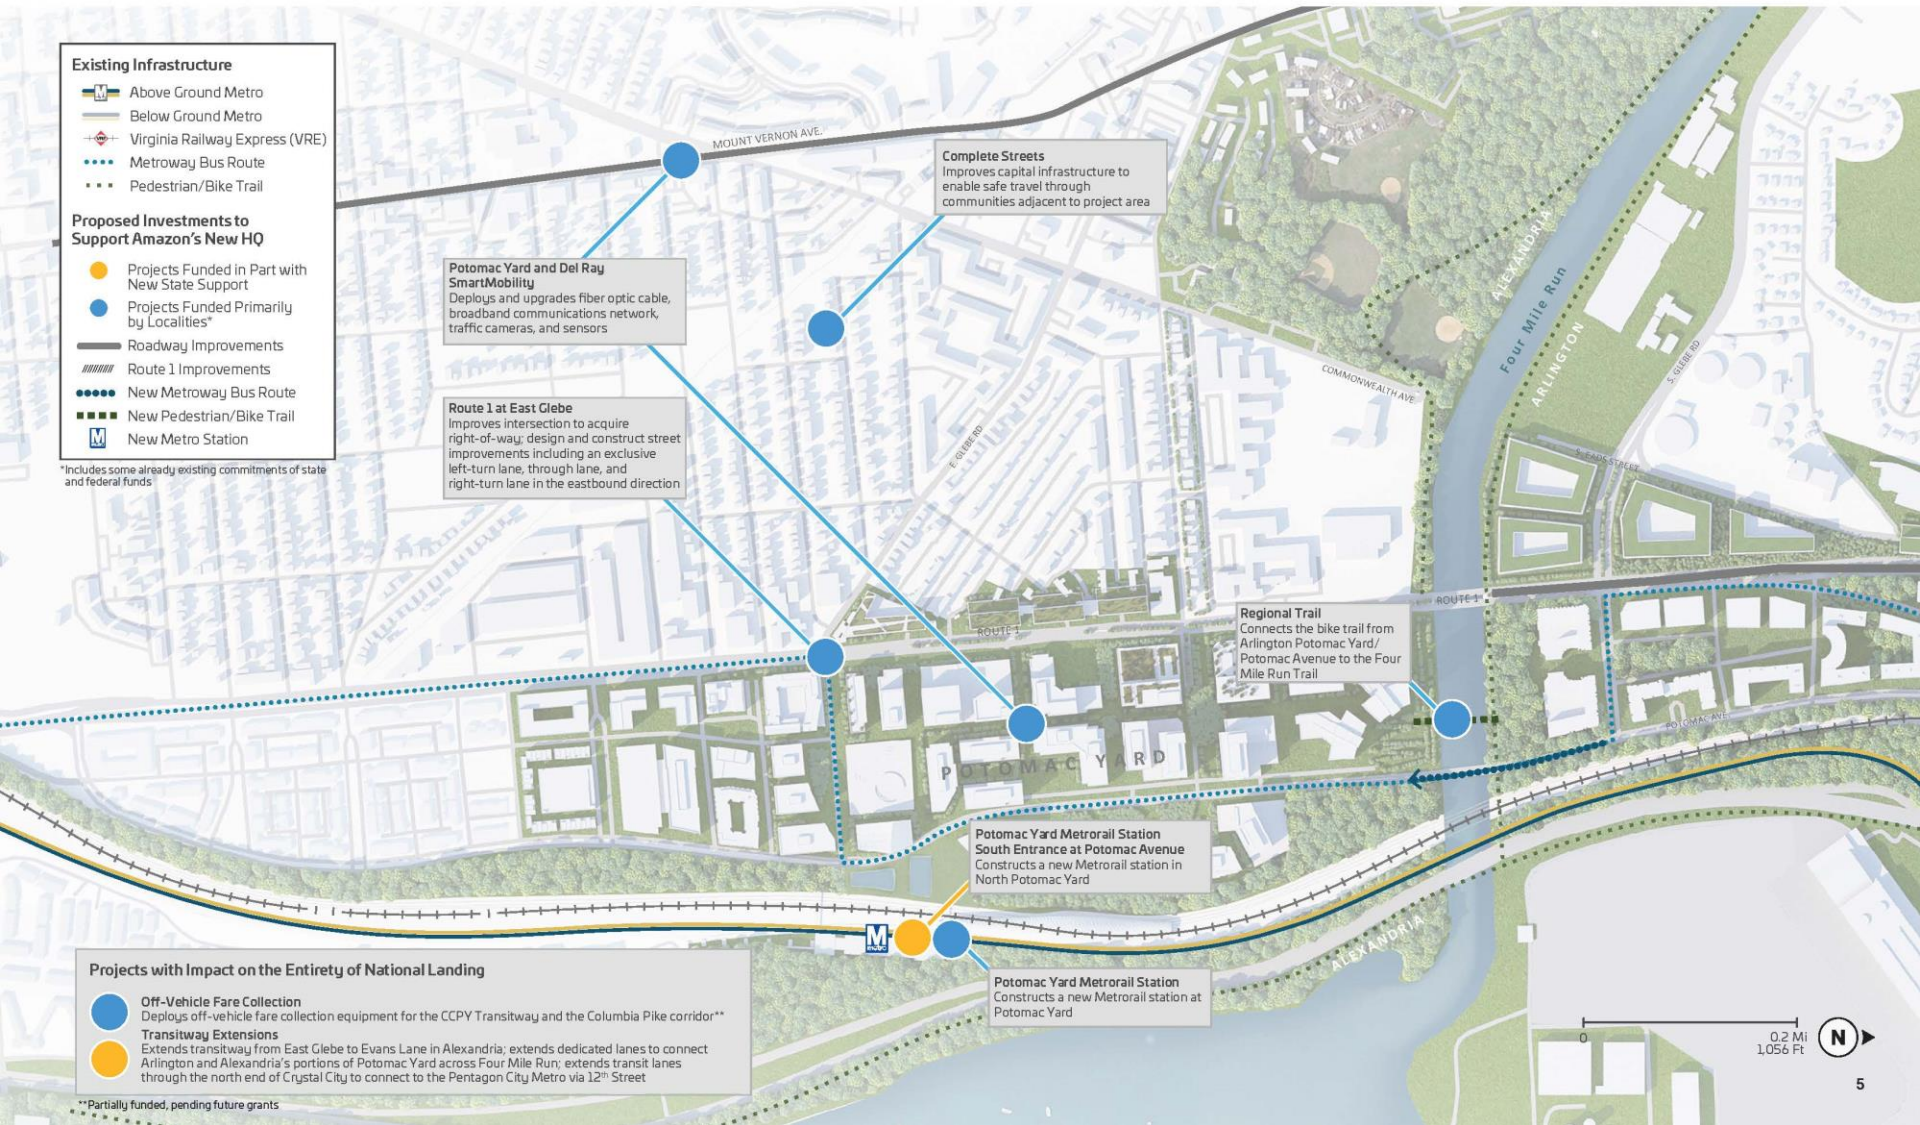 Existing Infrastructure
Above Ground Metro
Below Ground Metro
Virginia Railway Express (VRE)
Metroway Bus Route
Pedestrian/Bike Trail
Proposed Investments to
Support Amazon's New HQ
Projects Funded in Part with
New State Support
Projects Funded Primarily
by Localities*
Roadway Improvements
Route 1 Improvements
New Metroway Bus Route
New Pedestrian/Bike Trail
New Metro Station
*Includes some already existing commitments of state
and federal funds
MOUNT VERNON AVE.
Complete Streets
Improves capital infrastructure to
enable safe travel through
communities adjacent to project area
Potomac Yard and Del Ray
SmartMobility
Deploys and upgrades fiber optic cable,
broadband communications network,
traffic cameras, and sensors
Route 1 at East Glebe
Improves intersection to acquire
right-of-way; design and construct street
improvements including an exclusive
left-turn lane, through lane, and
right-turn lane in the eastbound direction
E. GLEBE RD
COMMONWEALTH AVE
ALEXANDRIA
Four Mile Run
ARLINGTON
S. GLEBE RD
S. EADS STREET
ROUTE 1
ROUTE 1
Regional Trail
Connects the bike trail from
Arlington Potomac Yard/
Potomac Avenue to the Four
Mile Run Trail
POTOMAC AVE
POTOMAC YARD
Potomac Yard Metrorail Station
South Entrance at Potomac Avenue
Constructs a new Metrorail station in
North Potomac Yard
M
metro
Potomac Yard Metrorail Station
Constructs a new Metrorail station at
Potomac Yard
ALEXANDRIA
Projects with Impact on the Entirety of National Landing
Off-Vehicle Fare Collection
Deploys off-vehicle fare collection equipment for the CCPY Transitway and the Columbia Pike corridor**
Transitway Extensions
Extends transitway from East Glebe to Evans Lane in Alexandria; extends dedicated lanes to connect
Arlington and Alexandria's portions of Potomac Yard across Four Mile Run; extends transit lanes
through the north end of Crystal City to connect to the Pentagon City Metro via 12th Street
**Partially funded, pending future grants
0
0.2 Mi
1,056 Ft
N
5